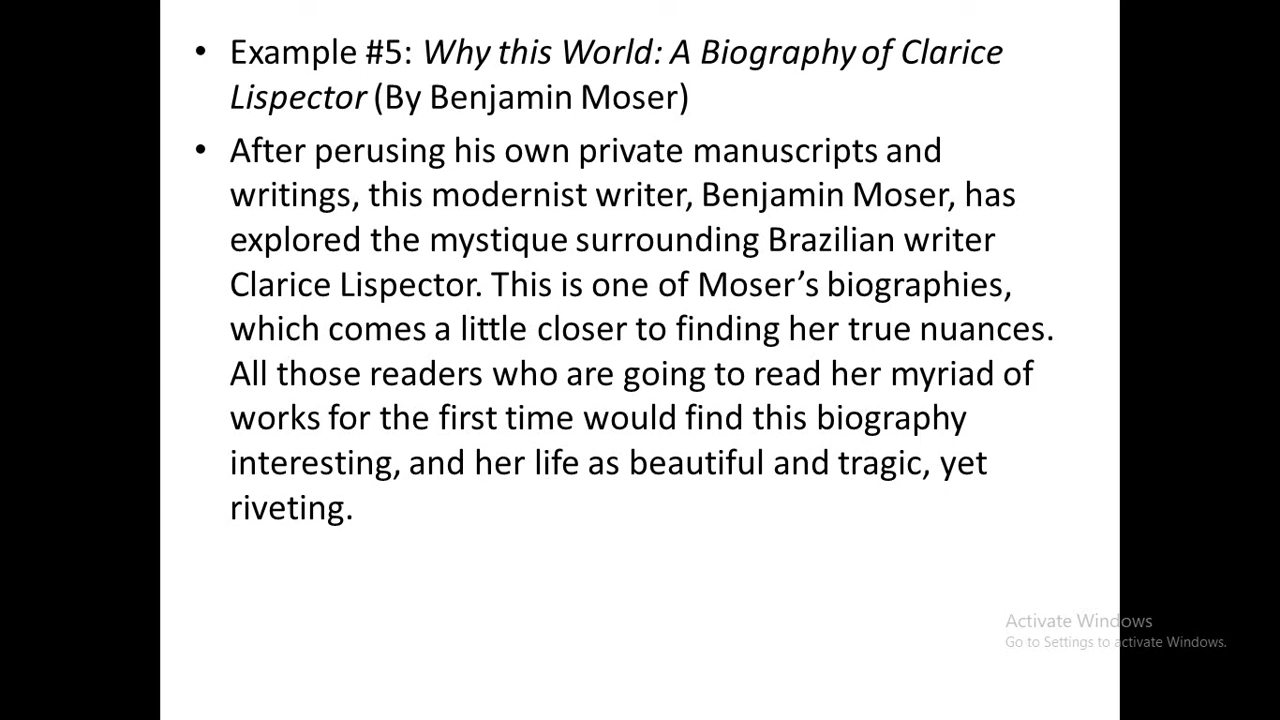 • Example #5: Why this World: A Biography of Clarice
Lispector (By Benjamin Moser)
• After perusing his own private manuscripts and
writings, this modernist writer, Benjamin Moser, has
explored the mystique surrounding Brazilian writer
Clarice Lispector. This is one of Moser’s biographies,
which comes a little closer to finding her true nuances.
All those readers who are going to read her myriad of
works for the first time would find this biography
interesting, and her life as beautiful and tragic, yet
riveting.
Activate Windows
Go to Settings to activate Windows.